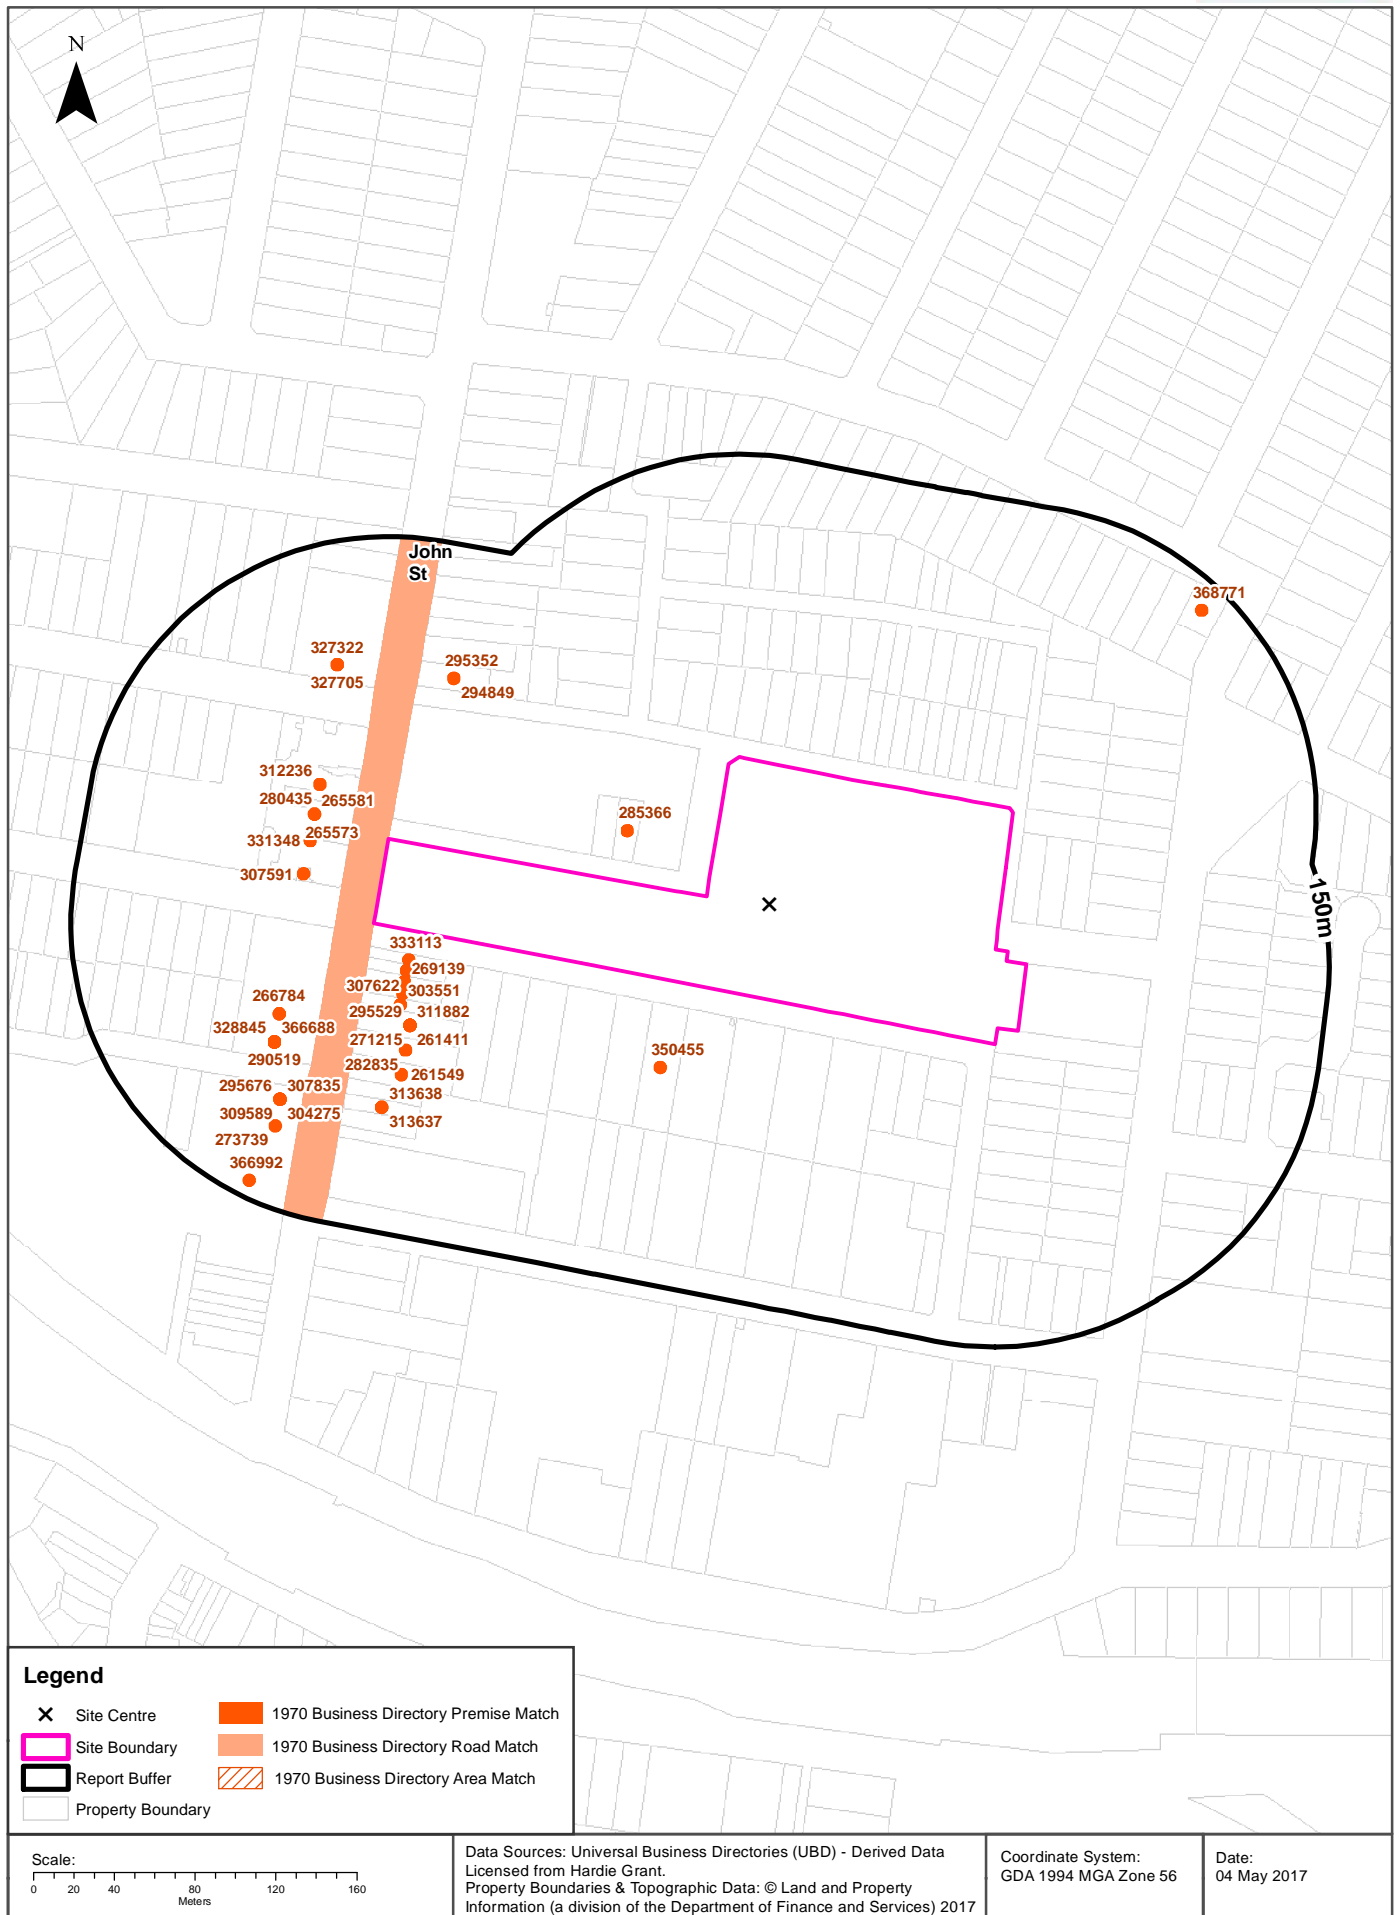 N
John
St
368771
327322
327705
295352
294849
312236
280435
265581
265573
331348
307591
285366
150m
333113
269139
307622
303551
295529
311882
266784
328845
366688
290519
271215
261411
282835
261549
350455
295676
307835
313638
309589
304275
313637
273739
366992
Legend
Site Centre
1970 Business Directory Premise Match
Site Boundary
1970 Business Directory Road Match
Report Buffer
1970 Business Directory Area Match
Property Boundary
Scale:
0 20 40 80 120 160
Meters
Data Sources: Universal Business Directories (UBD) - Derived Data
Licensed from Hardie Grant.
Property Boundaries & Topographic Data: © Land and Property
Information (a division of the Department of Finance and Services) 2017
Coordinate System:
GDA 1994 MGA Zone 56
Date:
04 May 2017